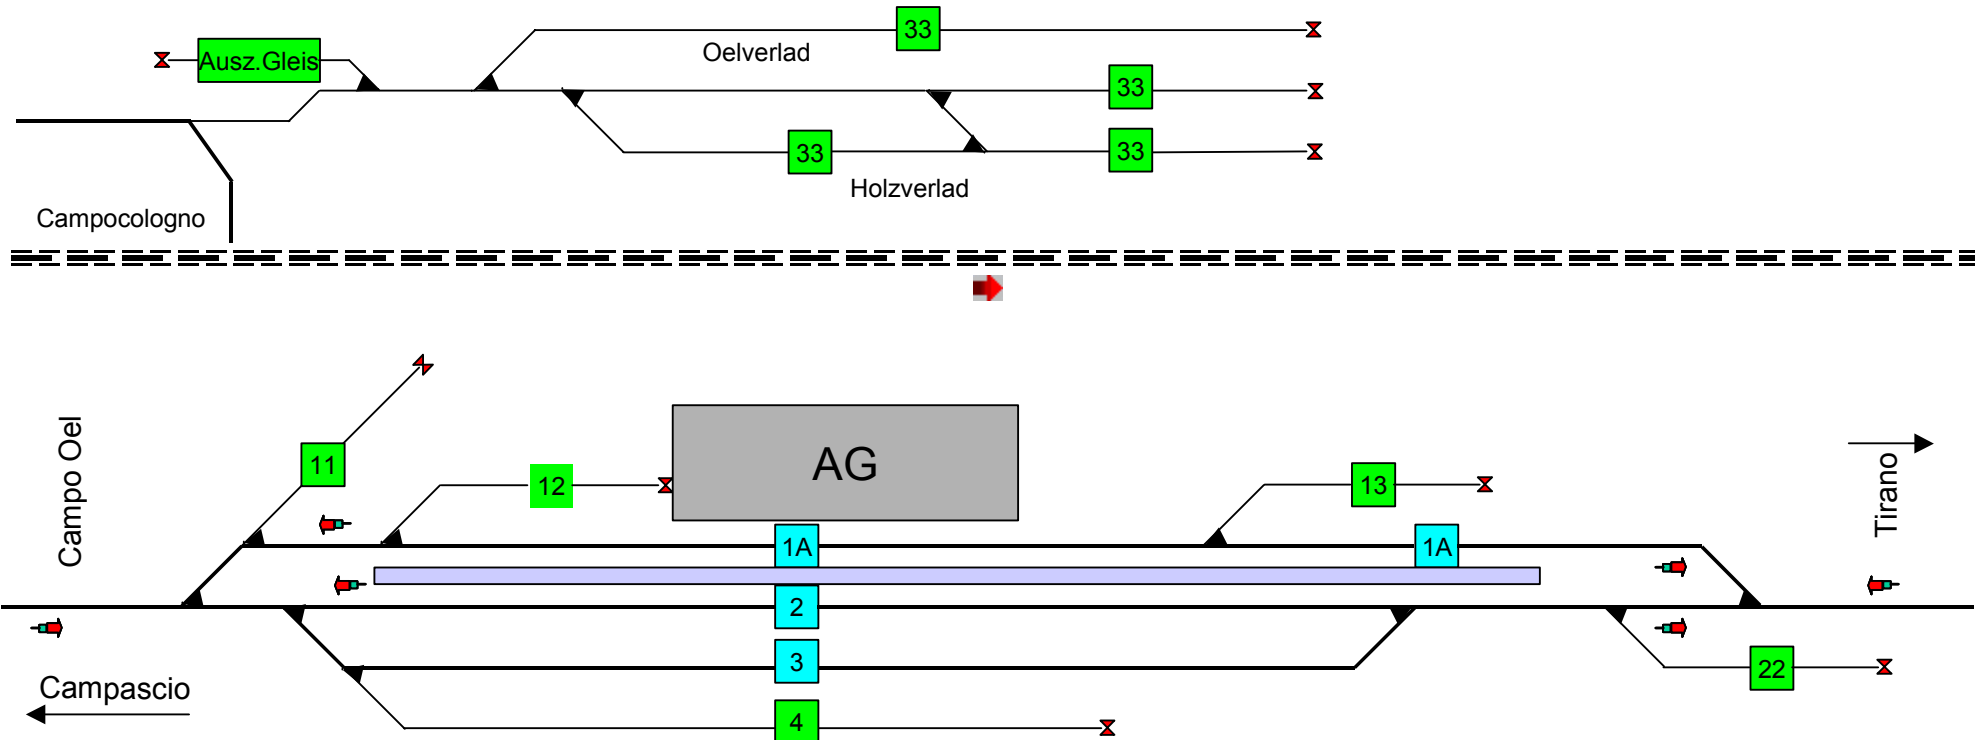 33
Oelverlad
Ausz.Gleis
33
33
33
Holzverlad
Campocologno
Campo Oel
11
12
AG
13
Tirano
1A
1A
2
3
22
Campascio
4